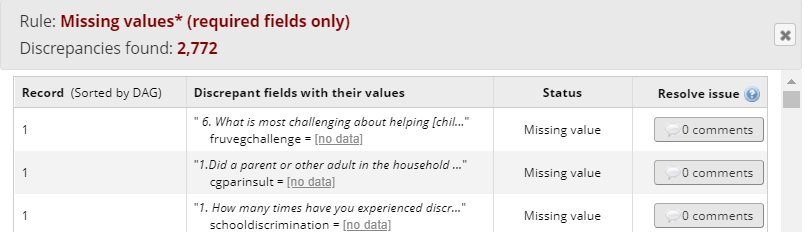 Rule: Missing values* (required fields only)
Discrepancies found: 2,772
Record (Sorted by DAG) Discrepant fields with their values Status Resolve issue ?
1 " 6. What is most challenging about helping [chil..." Missing value 0 comments
fruvegchallenge = [no data]
1 "1.Did a parent or other adult in the household ..." Missing value 0 comments
cgparinsult = [no data]
1 "1. How many times have you experienced discr..." Missing value 0 comments
schooldiscrimination = [no data]